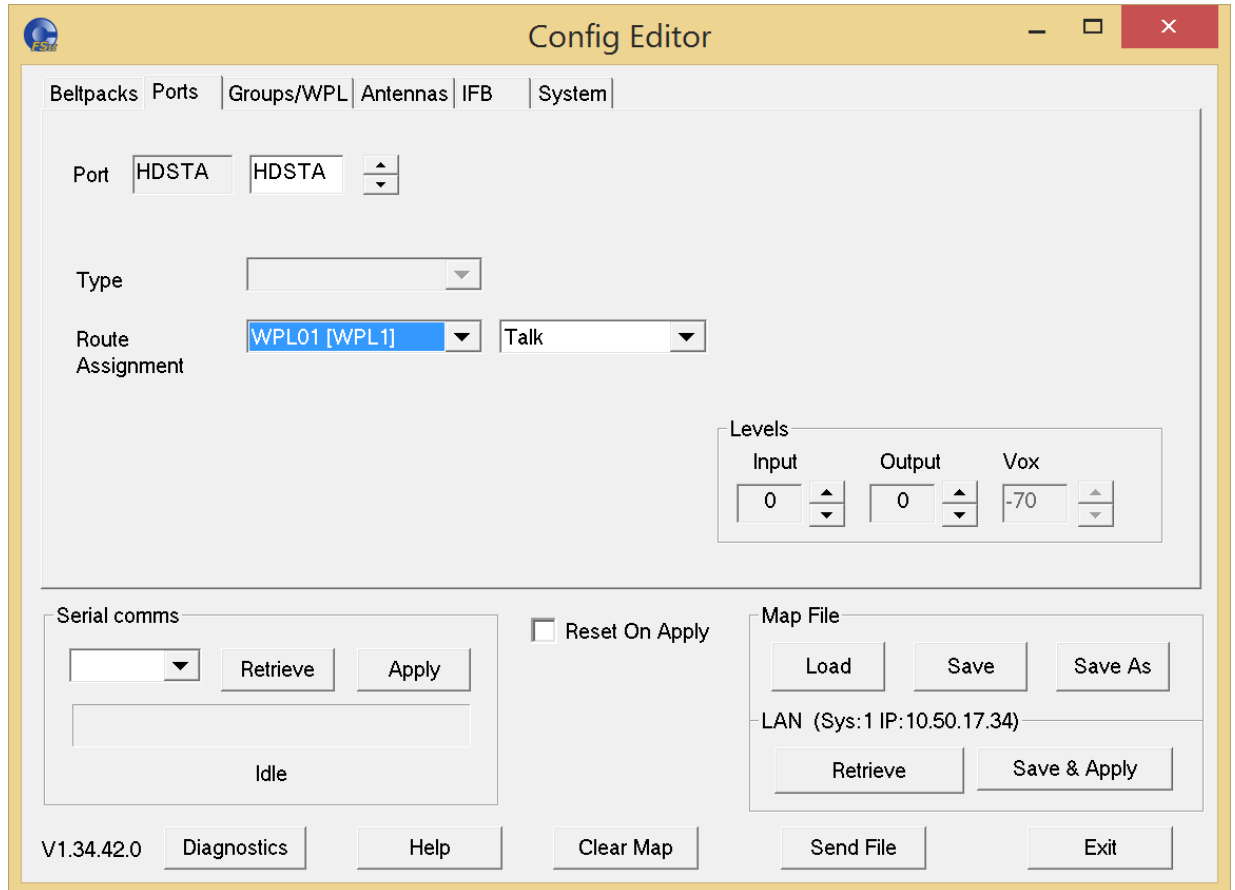 FSII
Config Editor
Beltpacks Ports Groups/WPL Antennas IFB System
Port HDSTA HDSTA
Type
Route Assignment WPL01 [WPL1] Talk
Levels
Input Output Vox
0 0 -70
Serial comms
Retrieve Apply
Idle
Reset On Apply
Map File
Load Save Save As
LAN (Sys:1 IP:10.50.17.34)
Retrieve Save & Apply
V1.34.42.0 Diagnostics Help Clear Map Send File Exit